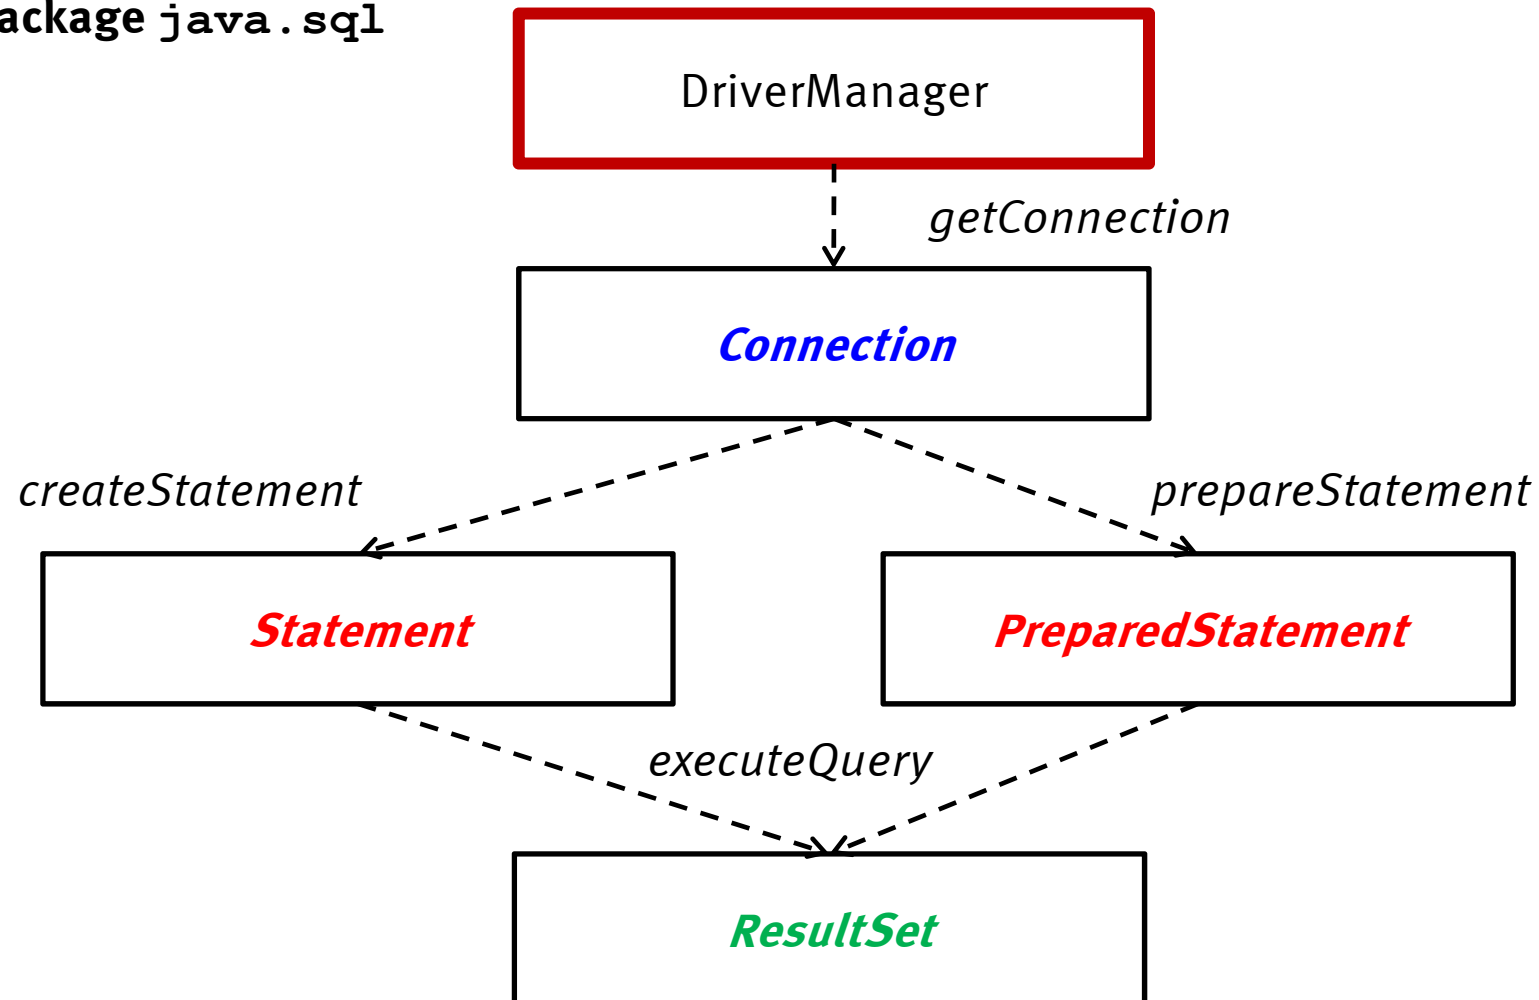 ackage java.sql
DriverManager
getConnection
Connection
createStatement
prepareStatement
Statement
PreparedStatement
executeQuery
ResultSet